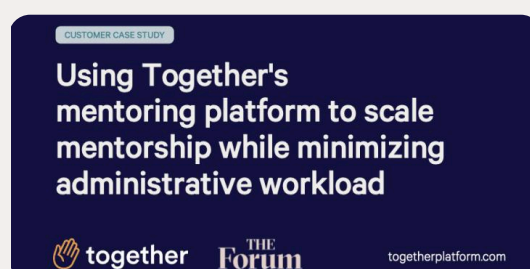 CUSTOMER CASE STUDY
Using Together's
mentoring platform to scale
mentorship while minimizing
administrative workload
together
THE
Forum
togetherplatform.com